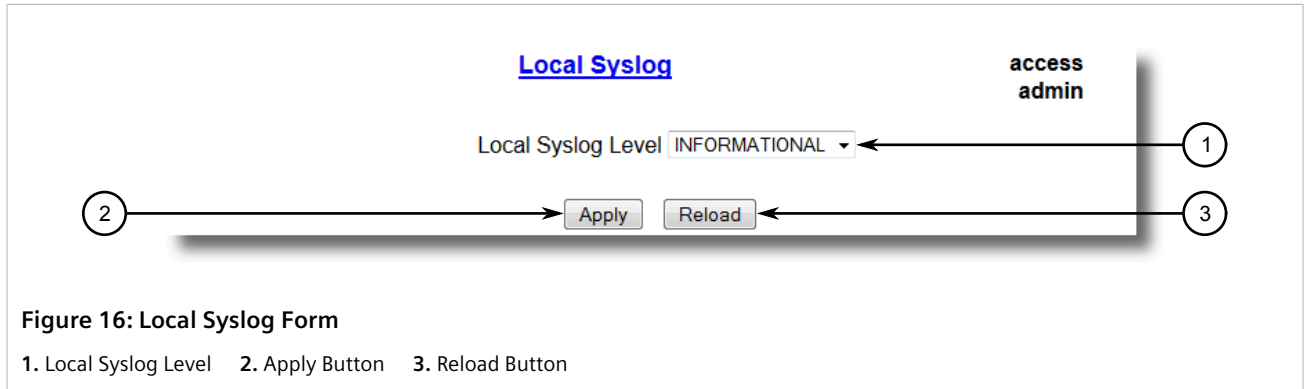 Local Syslog
access
admin
Local Syslog Level INFORMATIONAL
1
2
Apply Reload
3
Figure 16: Local Syslog Form
1. Local Syslog Level 2. Apply Button 3. Reload Button